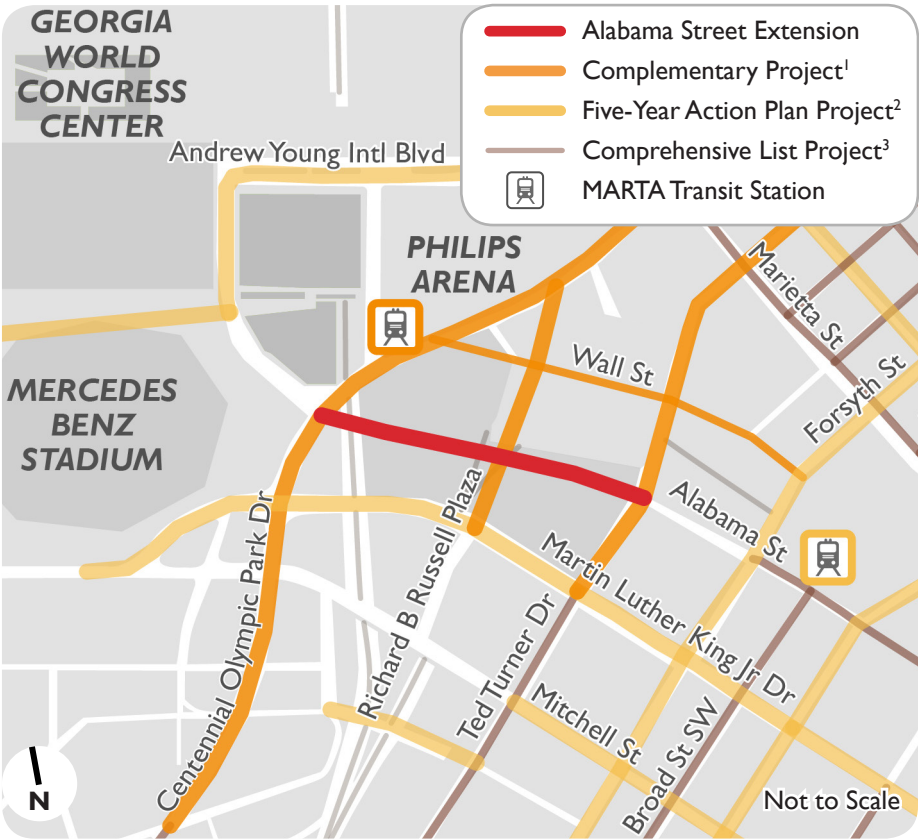 GEORGIA
WORLD
CONGRESS
CENTER
Alabama Street Extension
Complementary Project¹
Five-Year Action Plan Project²
Comprehensive List Project³
MARTA Transit Station
Andrew Young Intl Blvd
PHILIPS
ARENA
Marietta St
Wall St
Forsyth St
MERCEDES
BENZ
STADIUM
Alabama St
Richard B Russell Plaza
Martin Luther King Jr Dr
Centennial Olympic Park Dr
Ted Turner Dr
Mitchell St
Broad St SW
N
Not to Scale